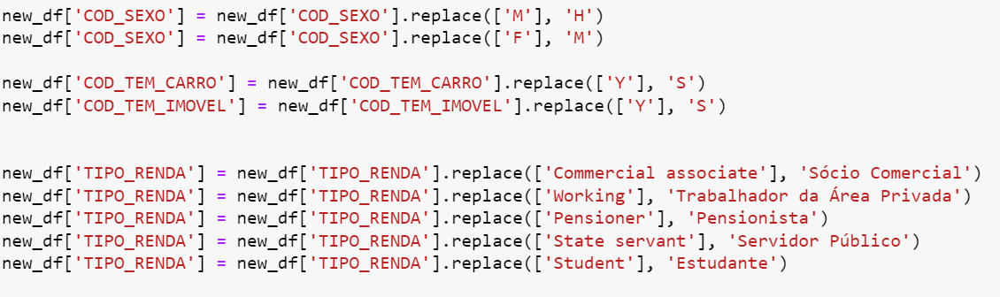 new_df['COD_SEXO'] = new_df['COD_SEXO'].replace(['M'], 'H')
new_df['COD_SEXO'] = new_df['COD_SEXO'].replace(['F'], 'M')
new_df['COD_TEM_CARRO'] = new_df['COD_TEM_CARRO'].replace(['Y'], 'S')
new_df['COD_TEM_IMOVEL'] = new_df['COD_TEM_IMOVEL'].replace(['Y'], 'S')
new_df['TIPO_RENDA'] = new_df['TIPO_RENDA'].replace(['Commercial associate'], 'Sócio Comercial')
new_df['TIPO_RENDA'] = new_df['TIPO_RENDA'].replace(['Working'], 'Trabalhador da Área Privada')
new_df['TIPO_RENDA'] = new_df['TIPO_RENDA'].replace(['Pensioner'], 'Pensionista')
new_df['TIPO_RENDA'] = new_df['TIPO_RENDA'].replace(['State servant'], 'Servidor Público')
new_df['TIPO_RENDA'] = new_df['TIPO_RENDA'].replace(['Student'], 'Estudante')